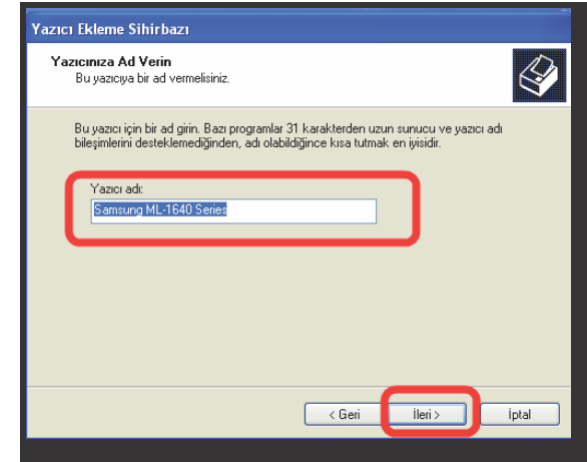 Yazıcı Ekleme Sihirbazı
Yazıcınıza Ad Verin
Bu yazıcıya bir ad vermelisiniz.
Bu yazıcı için bir ad girin. Bazı programlar 31 karakterden uzun sunucu ve yazıcı adı
bileşimlerini desteklemediğinden, adı olabildiğince kısa tutmak en iyisidir.
Yazıcı adı:
Samsung ML-1640 Series
< Geri İleri > İptal